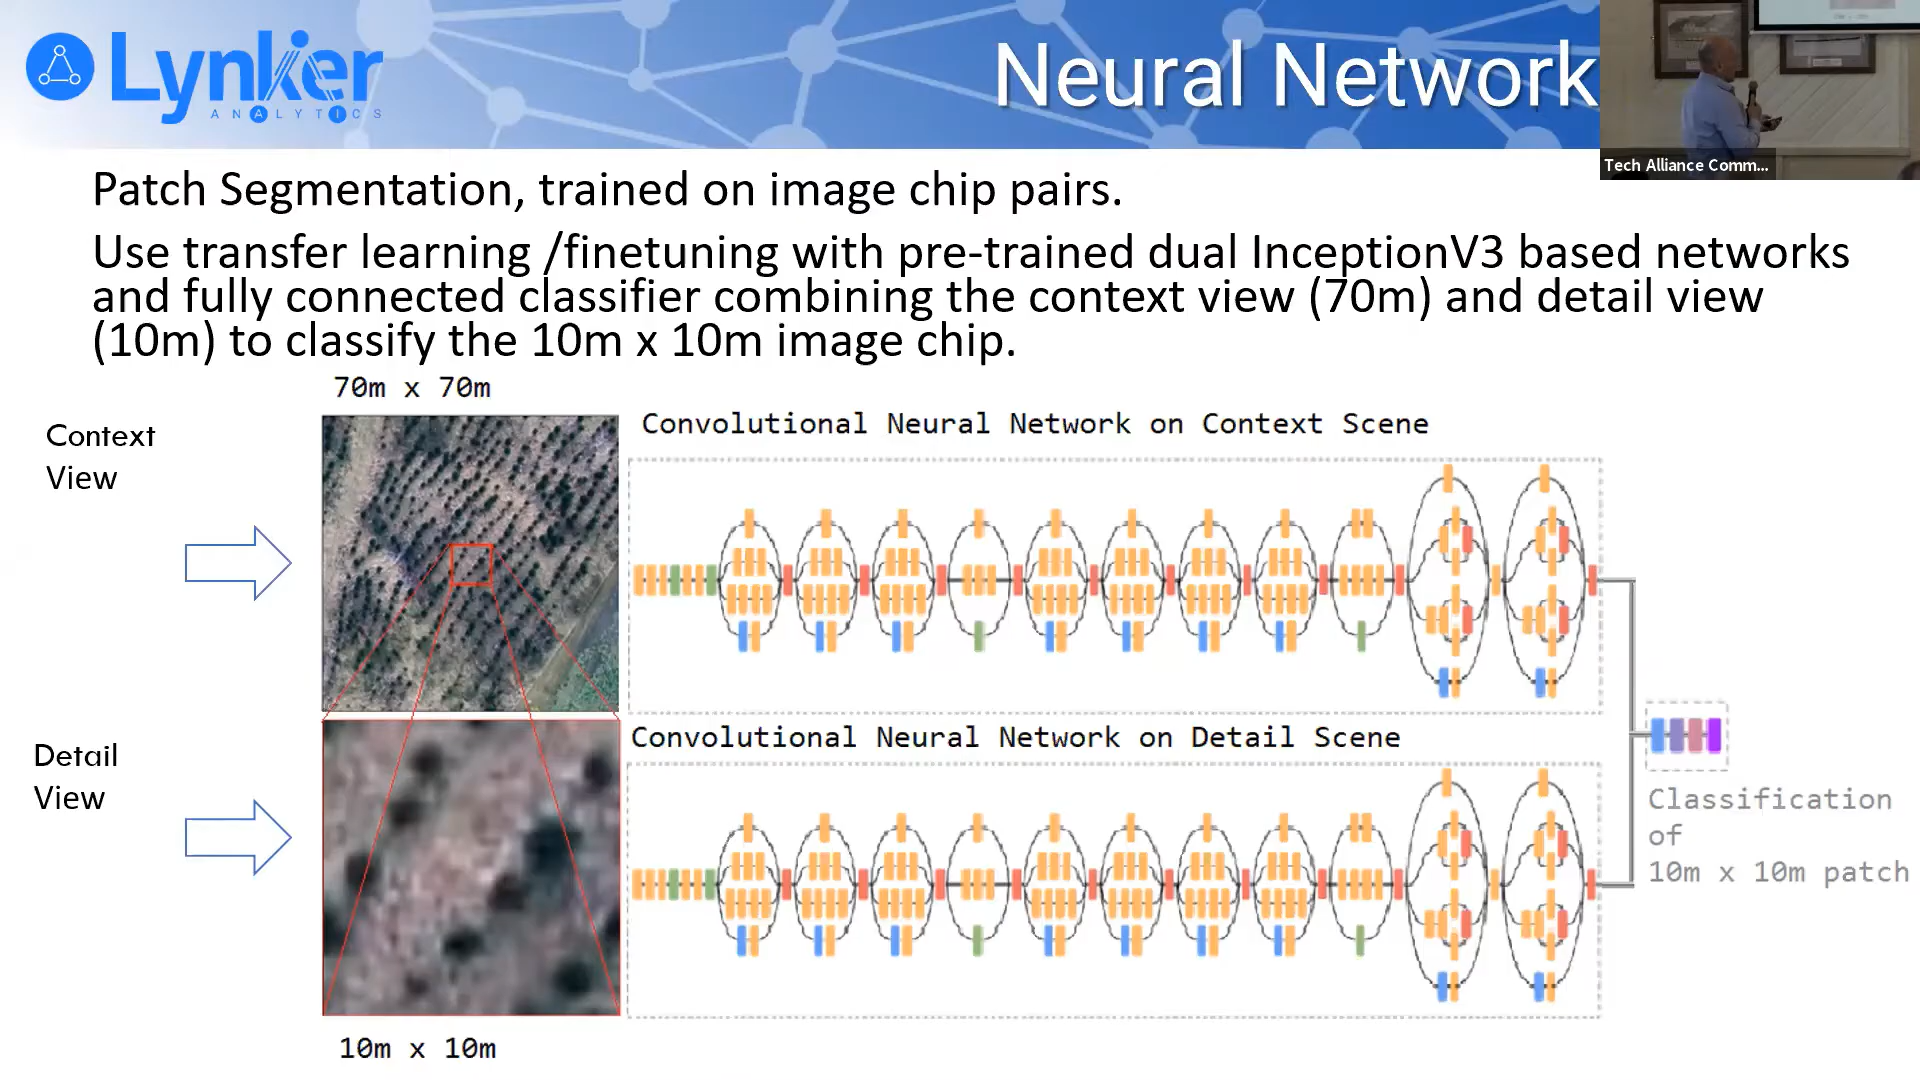 Lynker
ANALYTICS
Neural Network
Tech Alliance Comm...
Patch Segmentation, trained on image chip pairs.
Use transfer learning /finetuning with pre-trained dual InceptionV3 based networks
and fully connected classifier combining the context view (70m) and detail view
(10m) to classify the 10m x 10m image chip.
70m x 70m
Context
View
Convolutional Neural Network on Context Scene
Detail
View
Convolutional Neural Network on Detail Scene
Classification
of
10m x 10m patch
10m x 10m